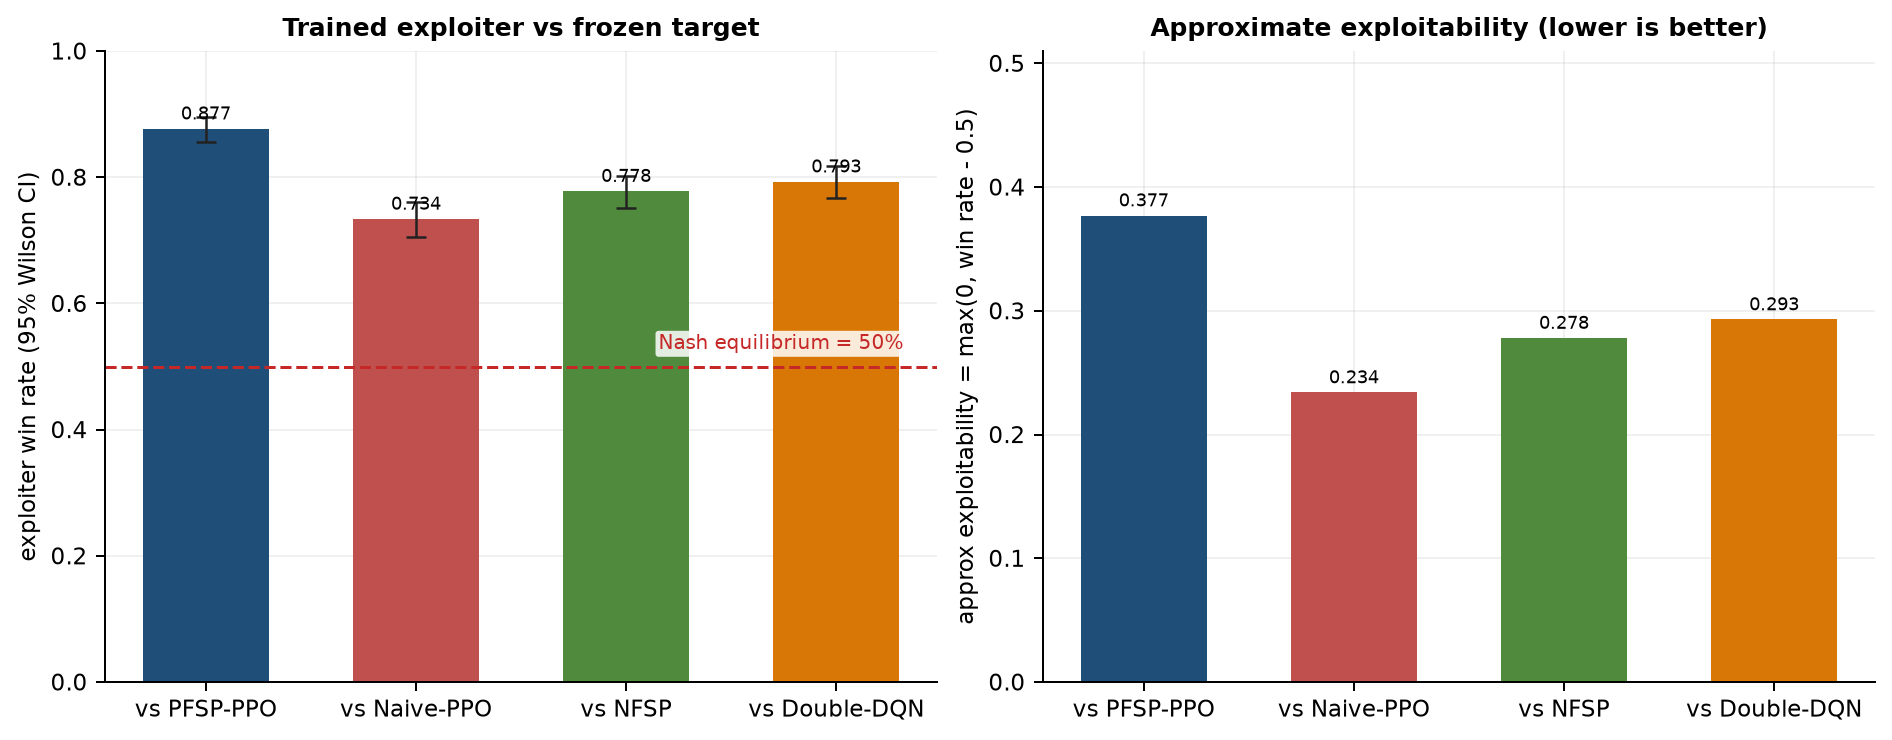 Trained exploiter vs frozen target
exploiter win rate (95% Wilson CI)
1.0
0.8
0.6
0.4
0.2
0.0
0.877
0.734
0.778
0.793
Nash equilibrium = 50%
vs PFSP-PPO
vs Naive-PPO
vs NFSP
vs Double-DQN
Approximate exploitability (lower is better)
approx exploitability = max(0, win rate - 0.5)
0.5
0.4
0.3
0.2
0.1
0.0
0.377
0.234
0.278
0.293
vs PFSP-PPO
vs Naive-PPO
vs NFSP
vs Double-DQN